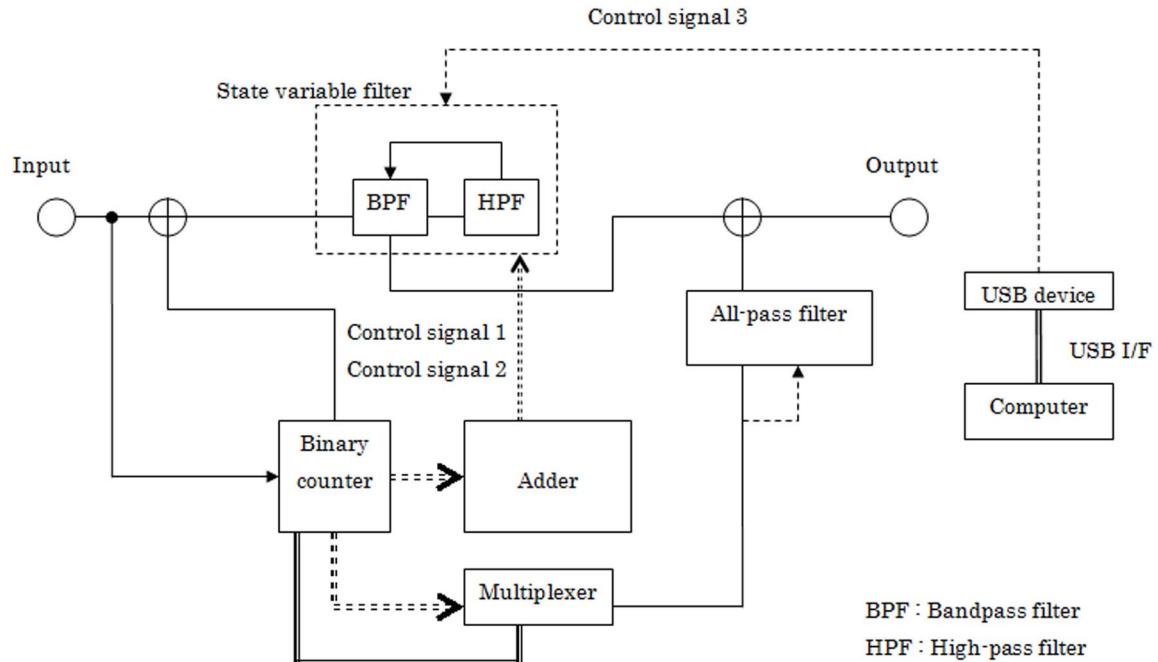 Control signal 3
State variable filter
Input
Output
BPF
HPF
USB device
All-pass filter
Control signal 1
USB I/F
Control signal 2
Computer
Binary
counter
Adder
Multiplexer
BPF : Bandpass filter
HPF : High-pass filter